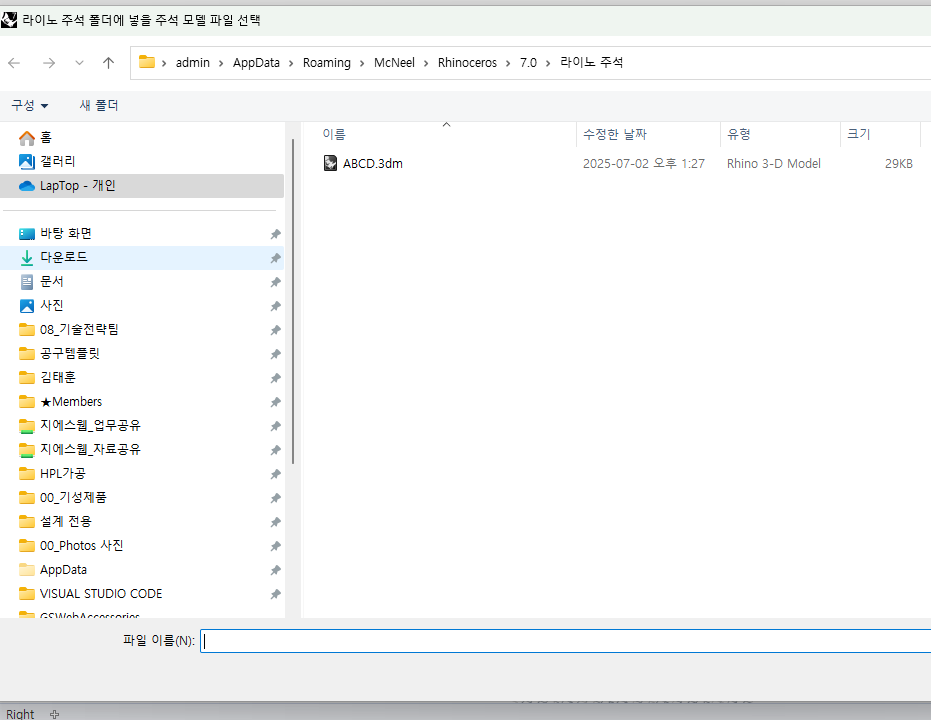 라이노 주석 폴더에 넣을 주석 모델 파일 선택
admin > AppData > Roaming > McNeel > Rhinoceros > 7.0 > 라이노 주석
구성 새 폴더
이름 수정한 날짜 유형 크기
ABCD.3dm 2025-07-02 오후 1:27 Rhino 3-D Model 29KB
홈
갤러리
LapTop - 개인
바탕 화면
다운로드
문서
사진
08_기술전략팀
공구템플릿
김태훈
★Members
지에스웹_업무공유
지에스웹_자료공유
HPL가공
00_기성제품
설계 전용
00_Photos 사진
AppData
VISUAL STUDIO CODE
GSWebAccessories
파일 이름(N):
Right